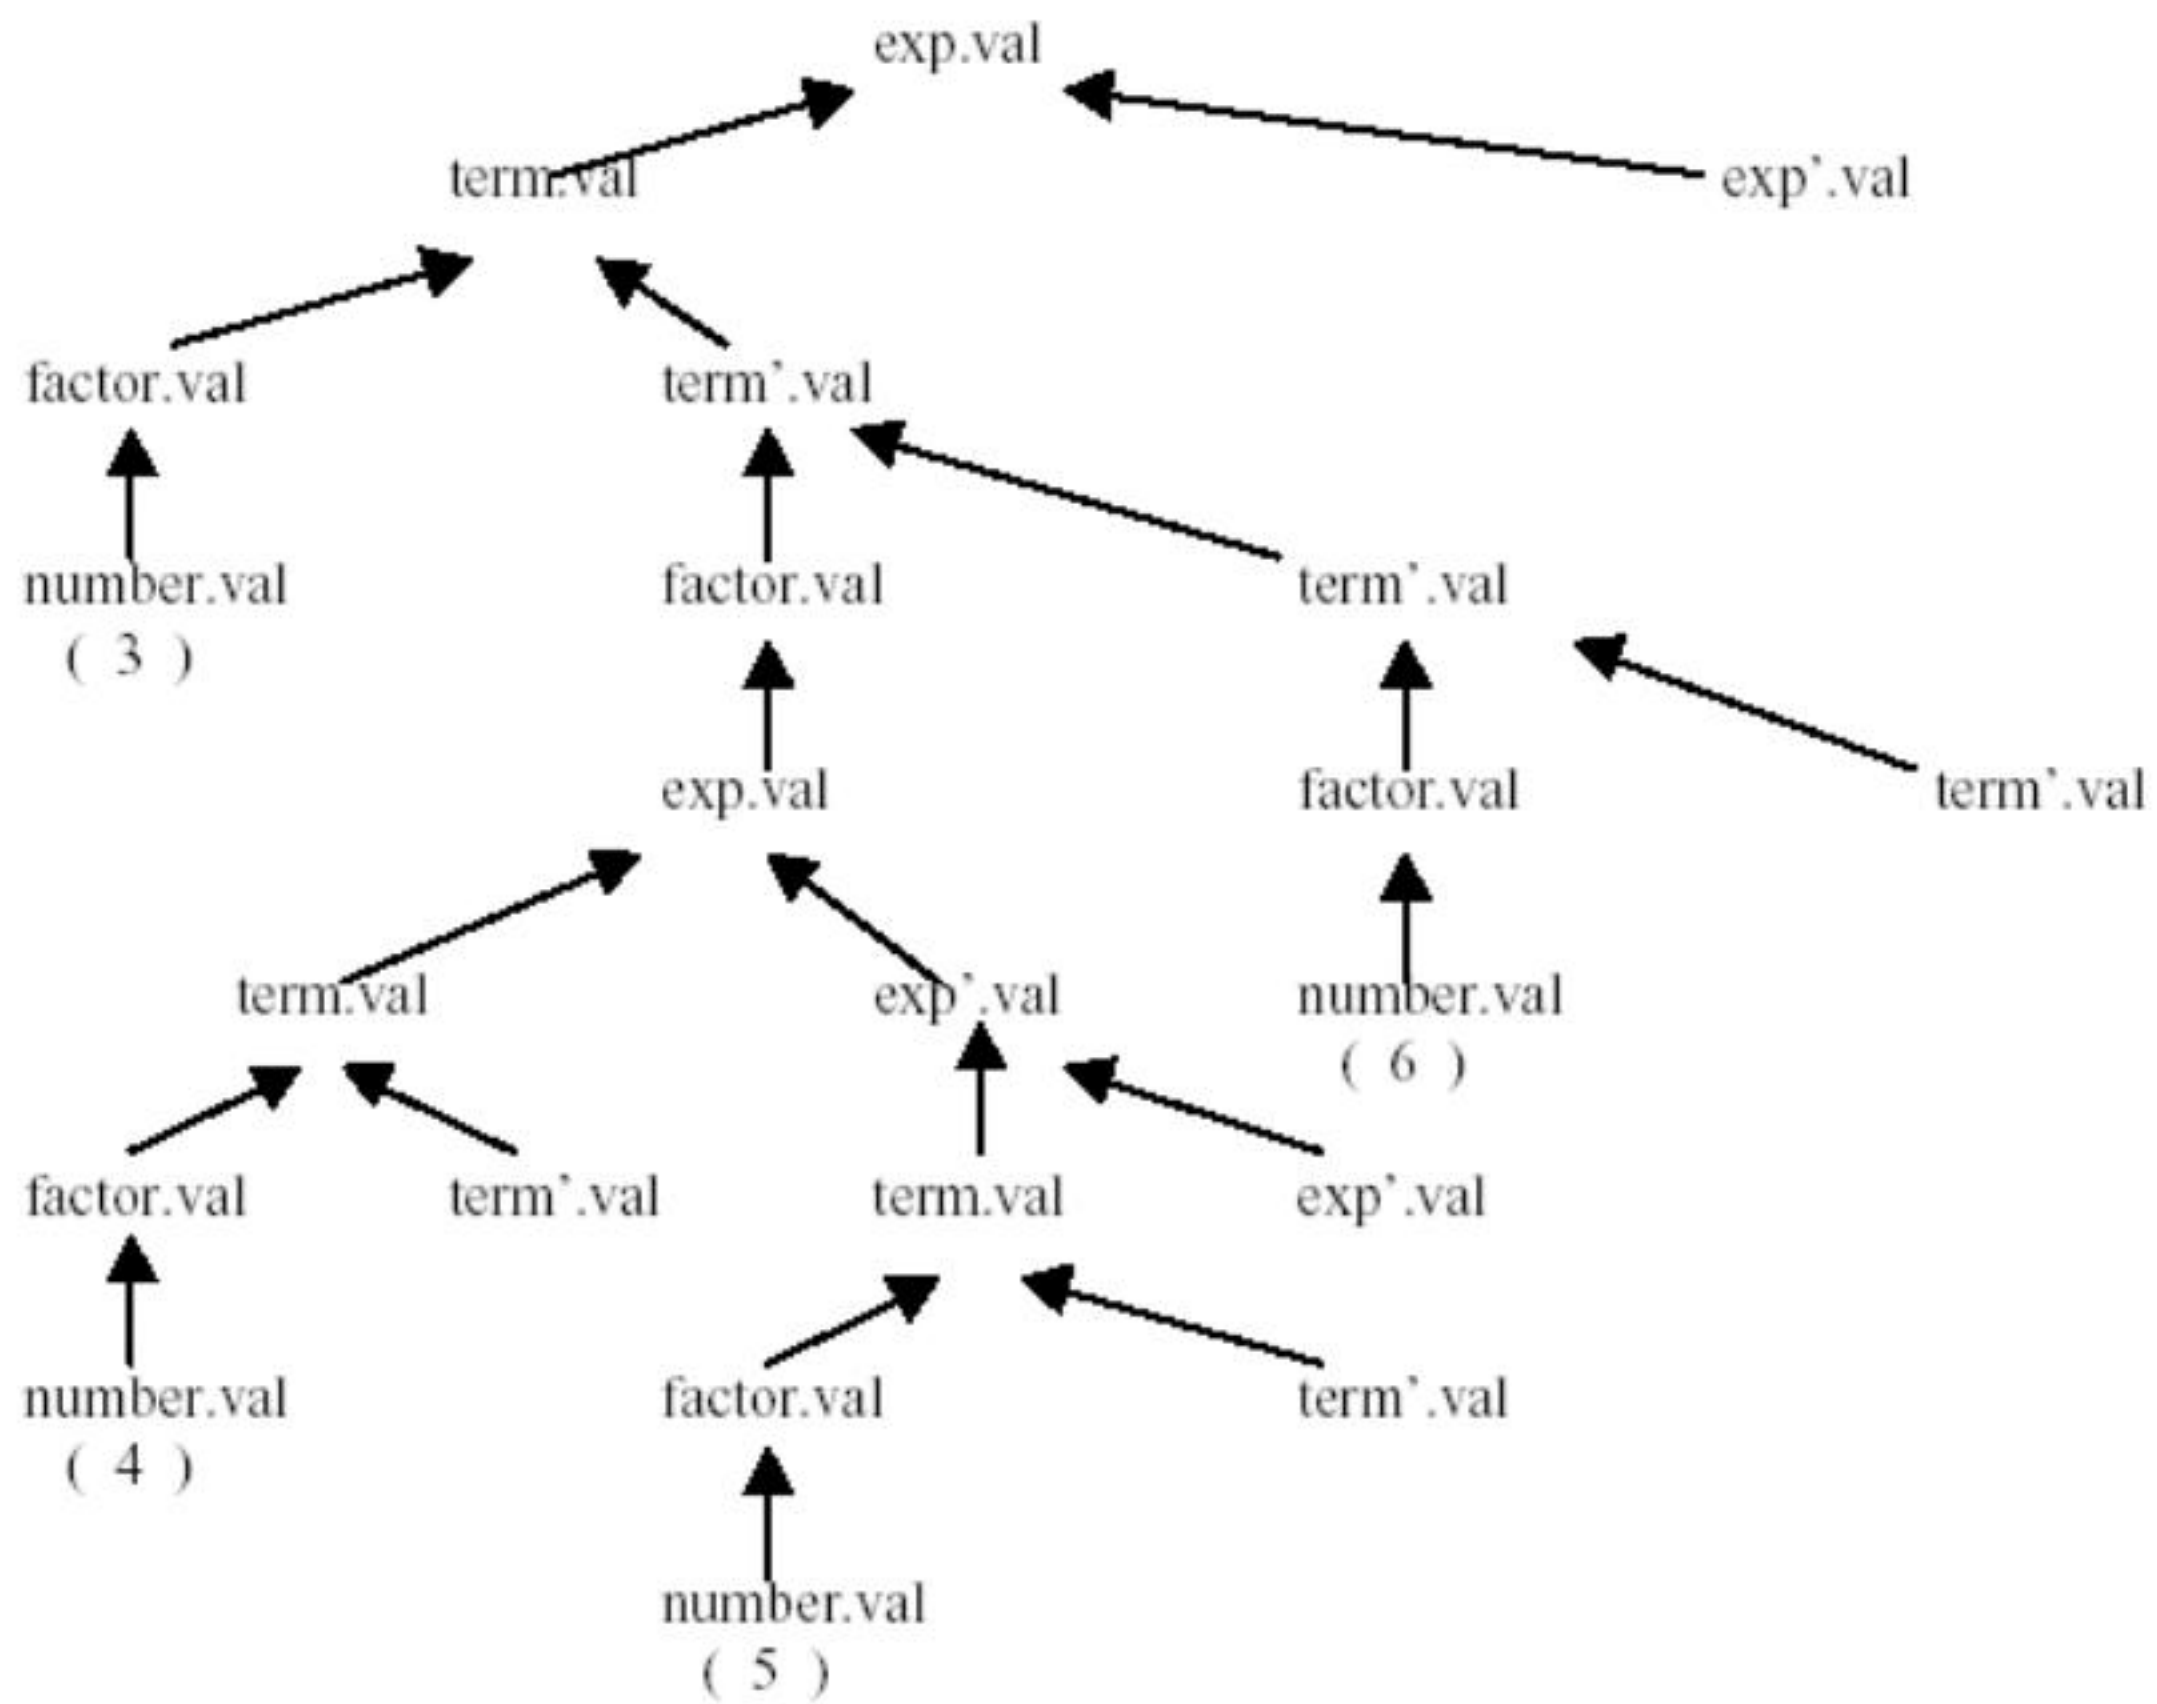 exp.val
term.val exp’.val
factor.val term’.val
number.val factor.val term’.val
( 3 )
exp.val factor.val term’.val
term.val exp’.val number.val
( 6 )
factor.val term’.val term.val exp’.val
number.val factor.val term’.val
( 4 )
number.val
( 5 )